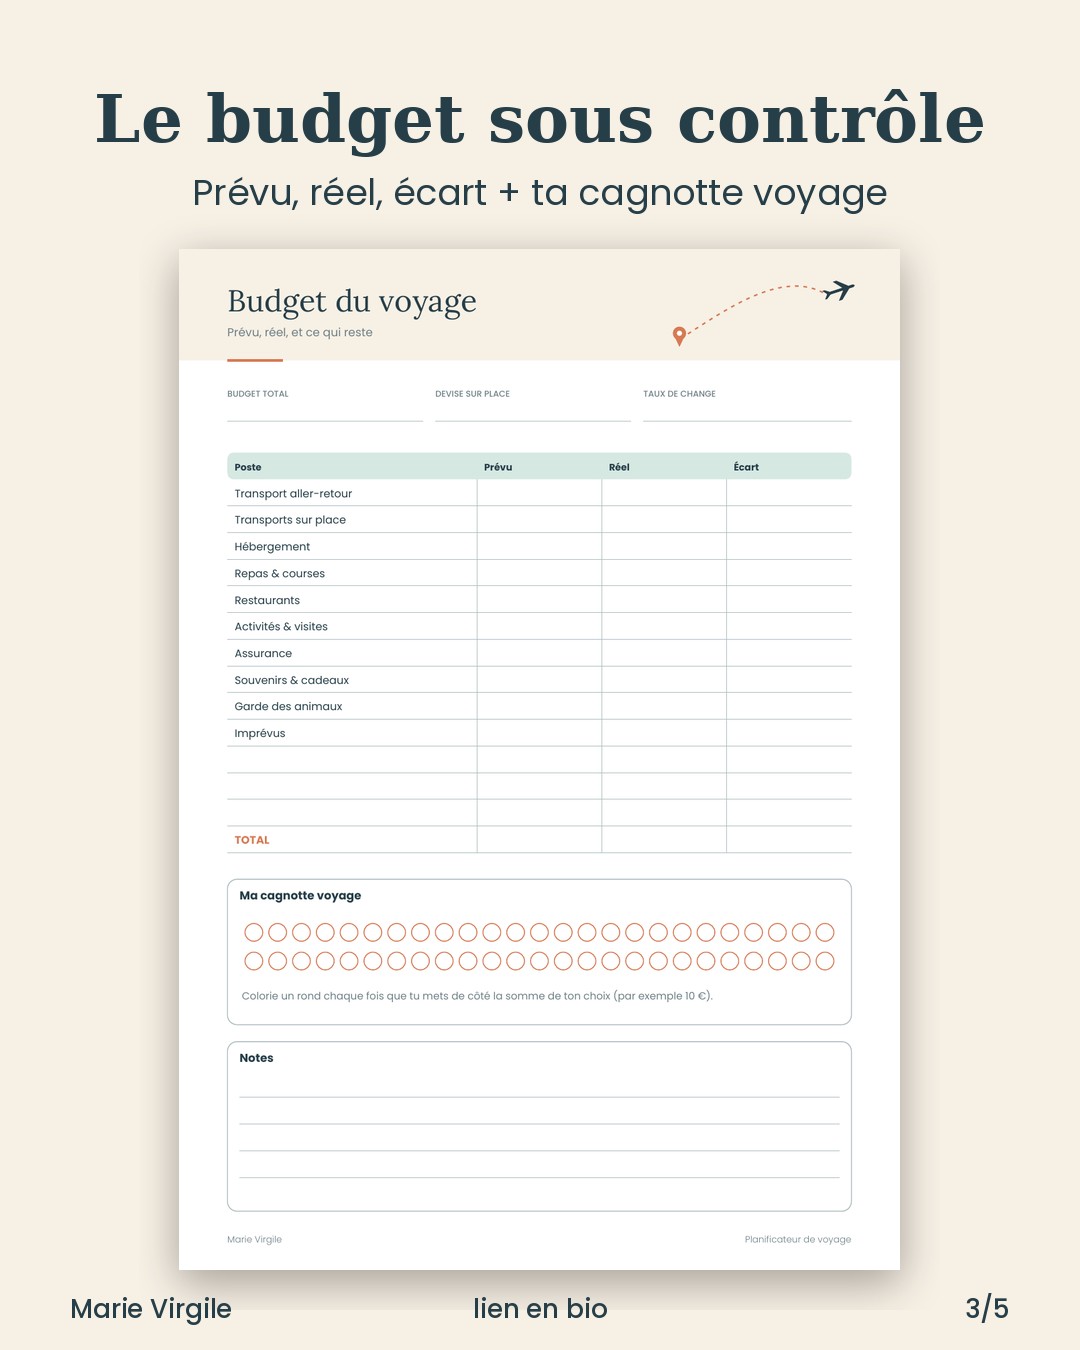 Le budget sous contrôle
Prévu, réel, écart + ta cagnotte voyage
Budget du voyage
Prévu, réel, et ce qui reste
BUDGET TOTAL DEVISE SUR PLACE TAUX DE CHANGE
Poste Prévu Réel Écart
Transport aller-retour
Transports sur place
Hébergement
Repas & courses
Restaurants
Activités & visites
Assurance
Souvenirs & cadeaux
Garde des animaux
Imprévus
TOTAL
Ma cagnotte voyage
Colorie un rond chaque fois que tu mets de côté la somme de ton choix (par exemple 10 €).
Notes
Marie Virgile Planificateur de voyage
Marie Virgile lien en bio 3/5